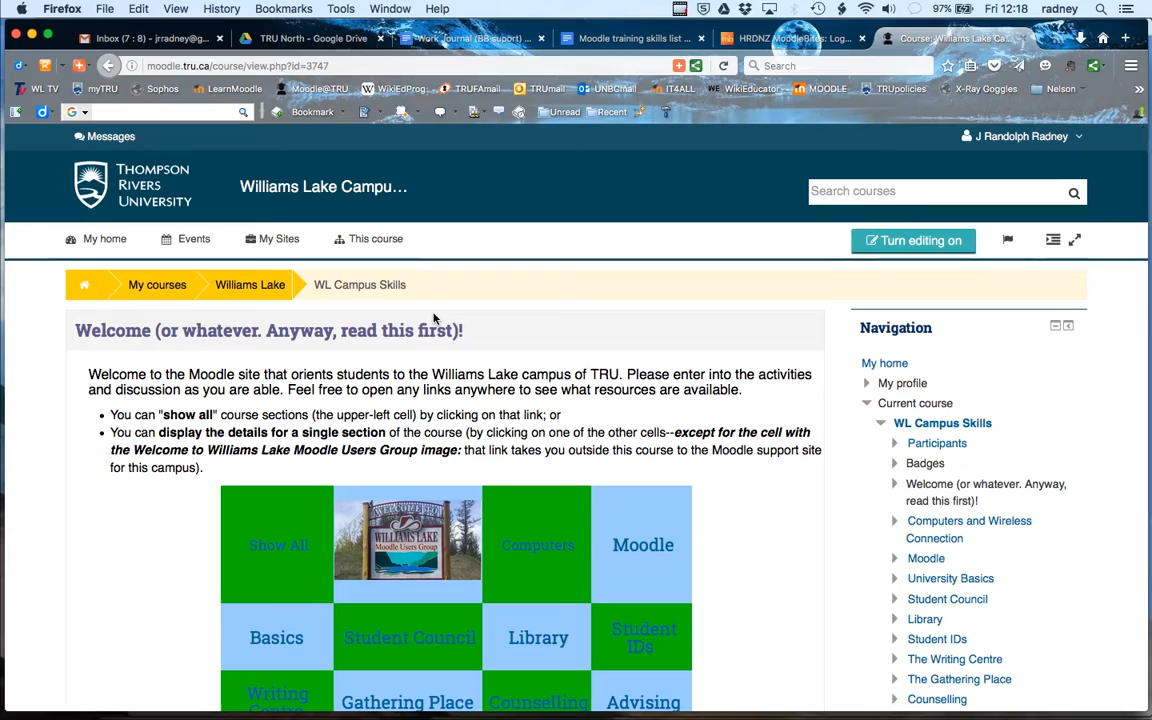 Firefox File Edit View History Bookmarks Tools Window Help 97% Fri 12:18 radney
Inbox (7 : 8) - jrradney@g... TRU North - Google Drive Work Journal (BB suport) ... Moodle training skills list ... HRDNZ MoodleBites: Log... Course: Williams Lake Ca...
moodle.tru.ca/course/view.php?id=3747 Search
WL TV myTRU Sophos LearnMoodle Moodle@TRU WikiEdProg: TRUFAmail TRUmail UNBCmail IT4ALL WikiEducator MOODLE TRUpolicies X-Ray Goggles Nelson
Bookmark Unread Recent
Messages J Randolph Radney
THOMPSON
RIVERS
UNIVERSITY
Williams Lake Campu...
Search courses
My home Events My Sites This course Turn editing on
My courses Williams Lake WL Campus Skills
Welcome (or whatever. Anyway, read this first)!
Welcome to the Moodle site that orients students to the Williams Lake campus of TRU. Please enter into the activities
and discussion as you are able. Feel free to open any links anywhere to see what resources are available.
You can "show all" course sections (the upper-left cell) by clicking on that link; or
You can display the details for a single section of the course (by clicking on one of the other cells--except for the cell with
the Welcome to Williams Lake Moodle Users Group image: that link takes you outside this course to the Moodle support site
for this campus).
Show All
WILLIAMS
LAKE
Moodle Users Group
Computers
Moodle
Basics
Student Council
Library
Student
IDs
Writing
Centre
Gathering Place
Counselling
Advising
Navigation
My home
My profile
Current course
WL Campus Skills
Participants
Badges
Welcome (or whatever. Anyway,
read this first)!
Computers and Wireless
Connection
Moodle
University Basics
Student Council
Library
Student IDs
The Writing Centre
The Gathering Place
Counselling